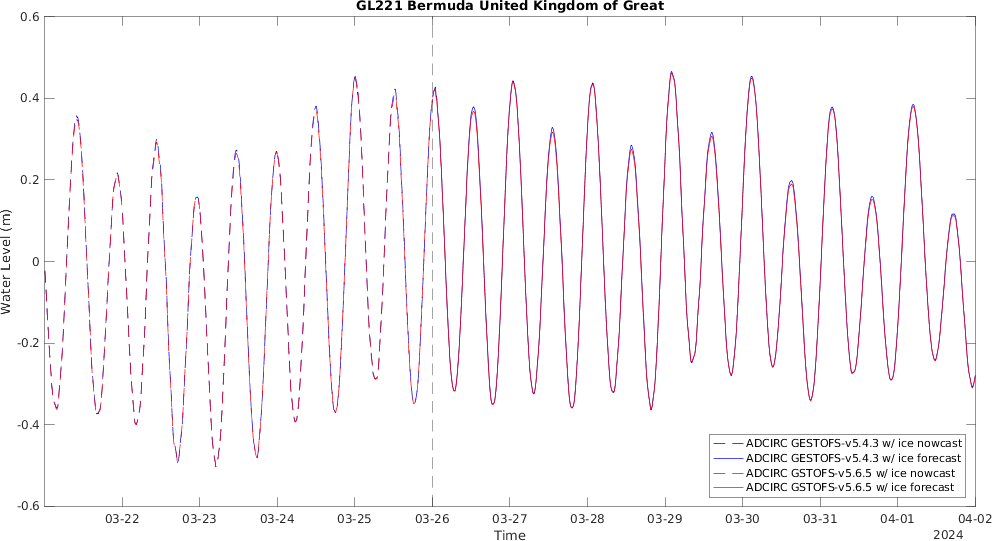 GL221 Bermuda United Kingdom of Great
0.6
0.4
0.2
0
-0.2
-0.4
-0.6
Water Level (m)
ADCIRC GESTOFS-v5.4.3 w/ ice nowcast
ADCIRC GESTOFS-v5.4.3 w/ ice forecast
ADCIRC GSTOFS-v5.6.5 w/ ice nowcast
ADCIRC GSTOFS-v5.6.5 w/ ice forecast
03-22 03-23 03-24 03-25 03-26 03-27 03-28 03-29 03-30 03-31 04-01 04-02
Time
2024